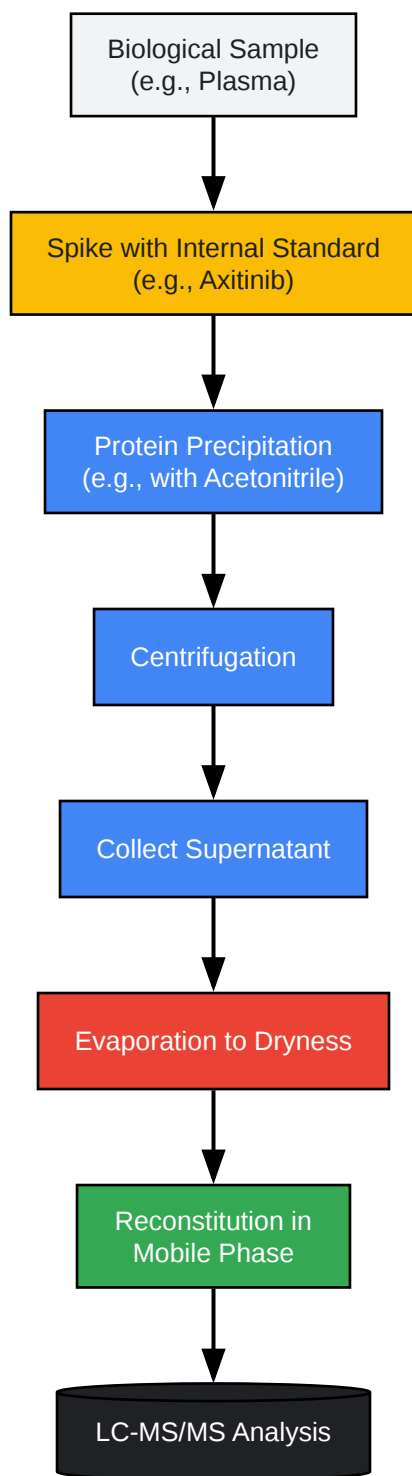 Biological Sample
(e.g., Plasma)
Spike with Internal Standard
(e.g., Axitinib)
Protein Precipitation
(e.g., with Acetonitrile)
Centrifugation
Collect Supernatant
Evaporation to Dryness
Reconstitution in
Mobile Phase
LC-MS/MS Analysis